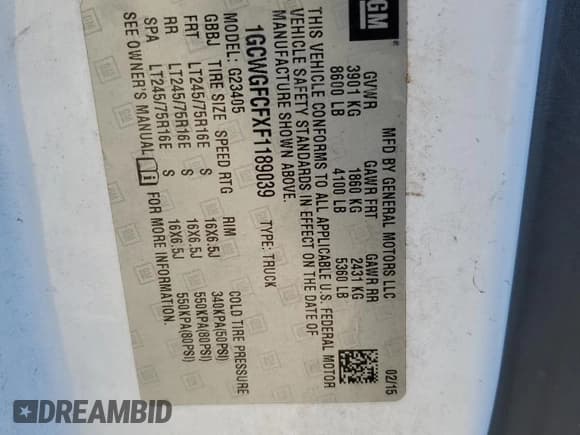 GM®
MFD BY GENERAL MOTORS LLC 02/15
GVWR GAWR FRT GAWR RR
3901 KG 1860 KG 2431 KG
8600 LB 4100 LB 5360 LB
THIS VEHICLE CONFORMS TO ALL APPLICABLE U.S. FEDERAL MOTOR
VEHICLE SAFETY STANDARDS IN EFFECT ON THE DATE OF
MANUFACTURE SHOWN ABOVE.
1GCWGFCFXF1189039 TYPE: TRUCK
MODEL: G23405
GBBJ TIRE SIZE SPEED RTG RIM COLD TIRE PRESSURE
FRT LT245/75R16E S 16X6.5J 340KPA(50PSI)
RR LT245/75R16E S 16X6.5J 550KPA(80PSI)
SPA LT245/75R16E S 16X6.5J 550KPA(80PSI)
SEE OWNER'S MANUAL i FOR MORE INFORMATION.
DREAMBID